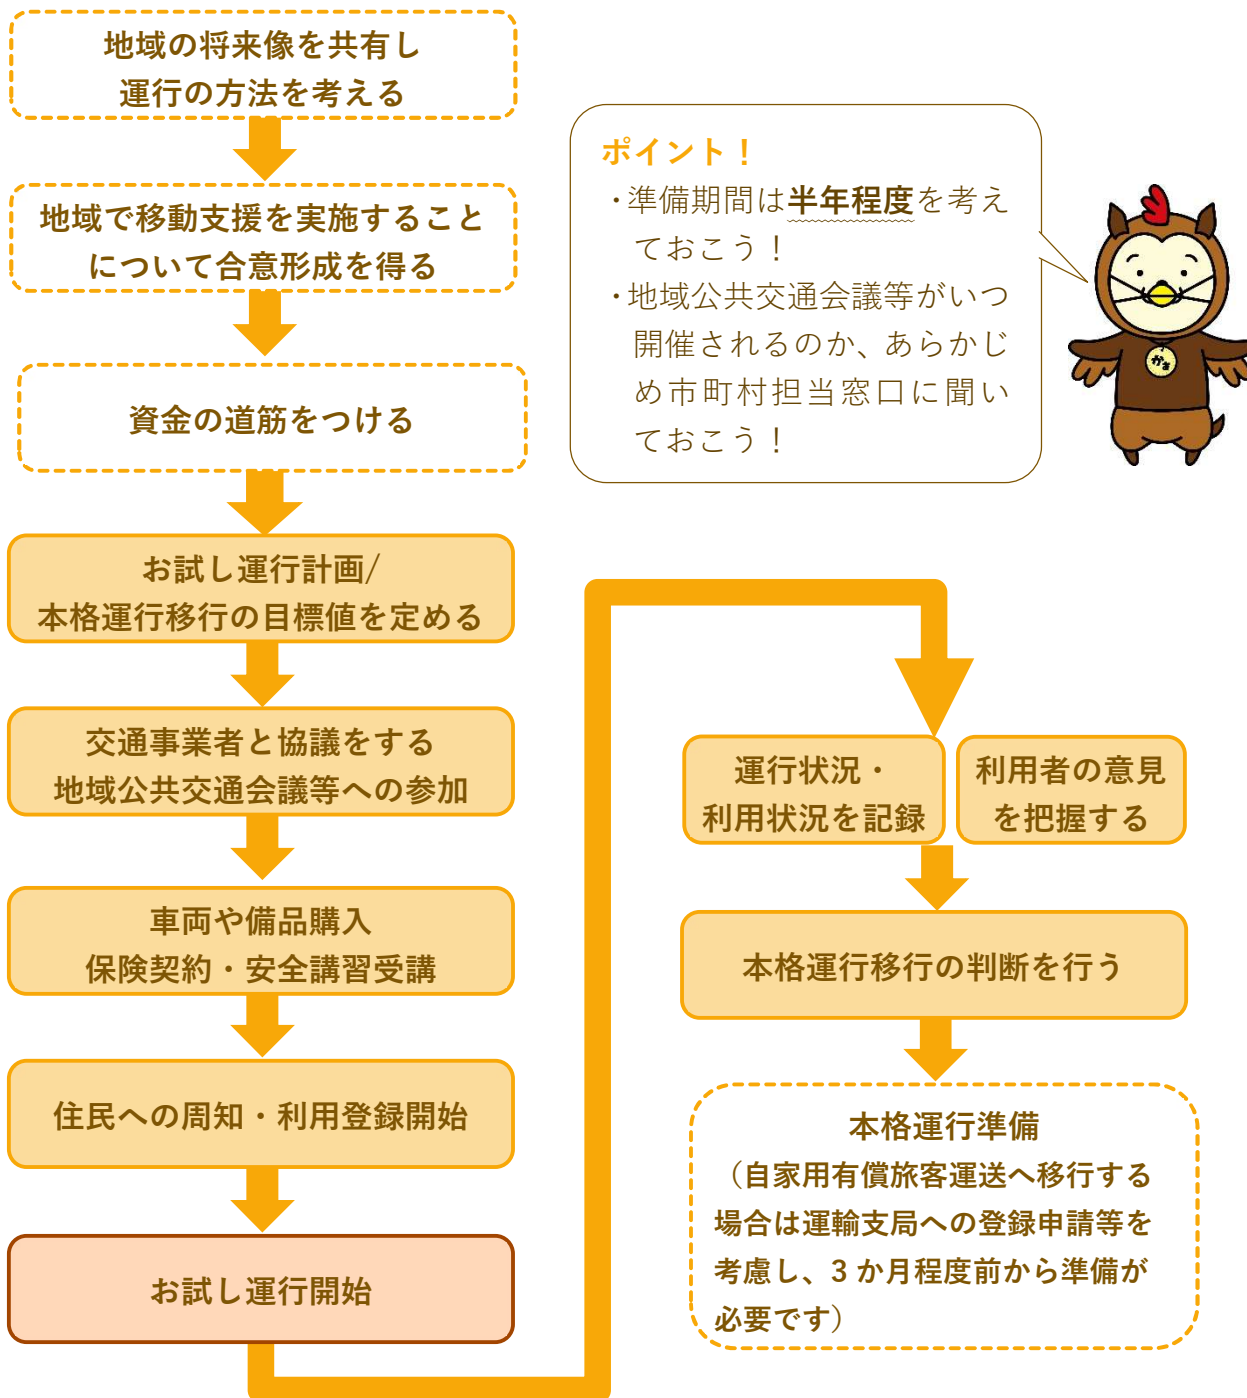 地域の将来像を共有し
運行の方法を考える
地域で移動支援を実施すること
について合意形成を得る
資金の道筋をつける
お試し運行計画/
本格運行移行の目標値を定める
交通事業者と協議をする
地域公共交通会議等への参加
車両や備品購入
保険契約・安全講習受講
住民への周知・利用登録開始
お試し運行開始
ポイント！
・準備期間は半年程度を考え
ておこう！
・地域公共交通会議等がいつ
開催されるのか、あらかじ
め市町村担当窓口に聞い
ておこう！
運行状況・
利用状況を記録
利用者の意見
を把握する
本格運行移行の判断を行う
本格運行準備
（自家用有償旅客運送へ移行する
場合は運輸支局への登録申請等を
考慮し、3 か月程度前から準備が
必要です）